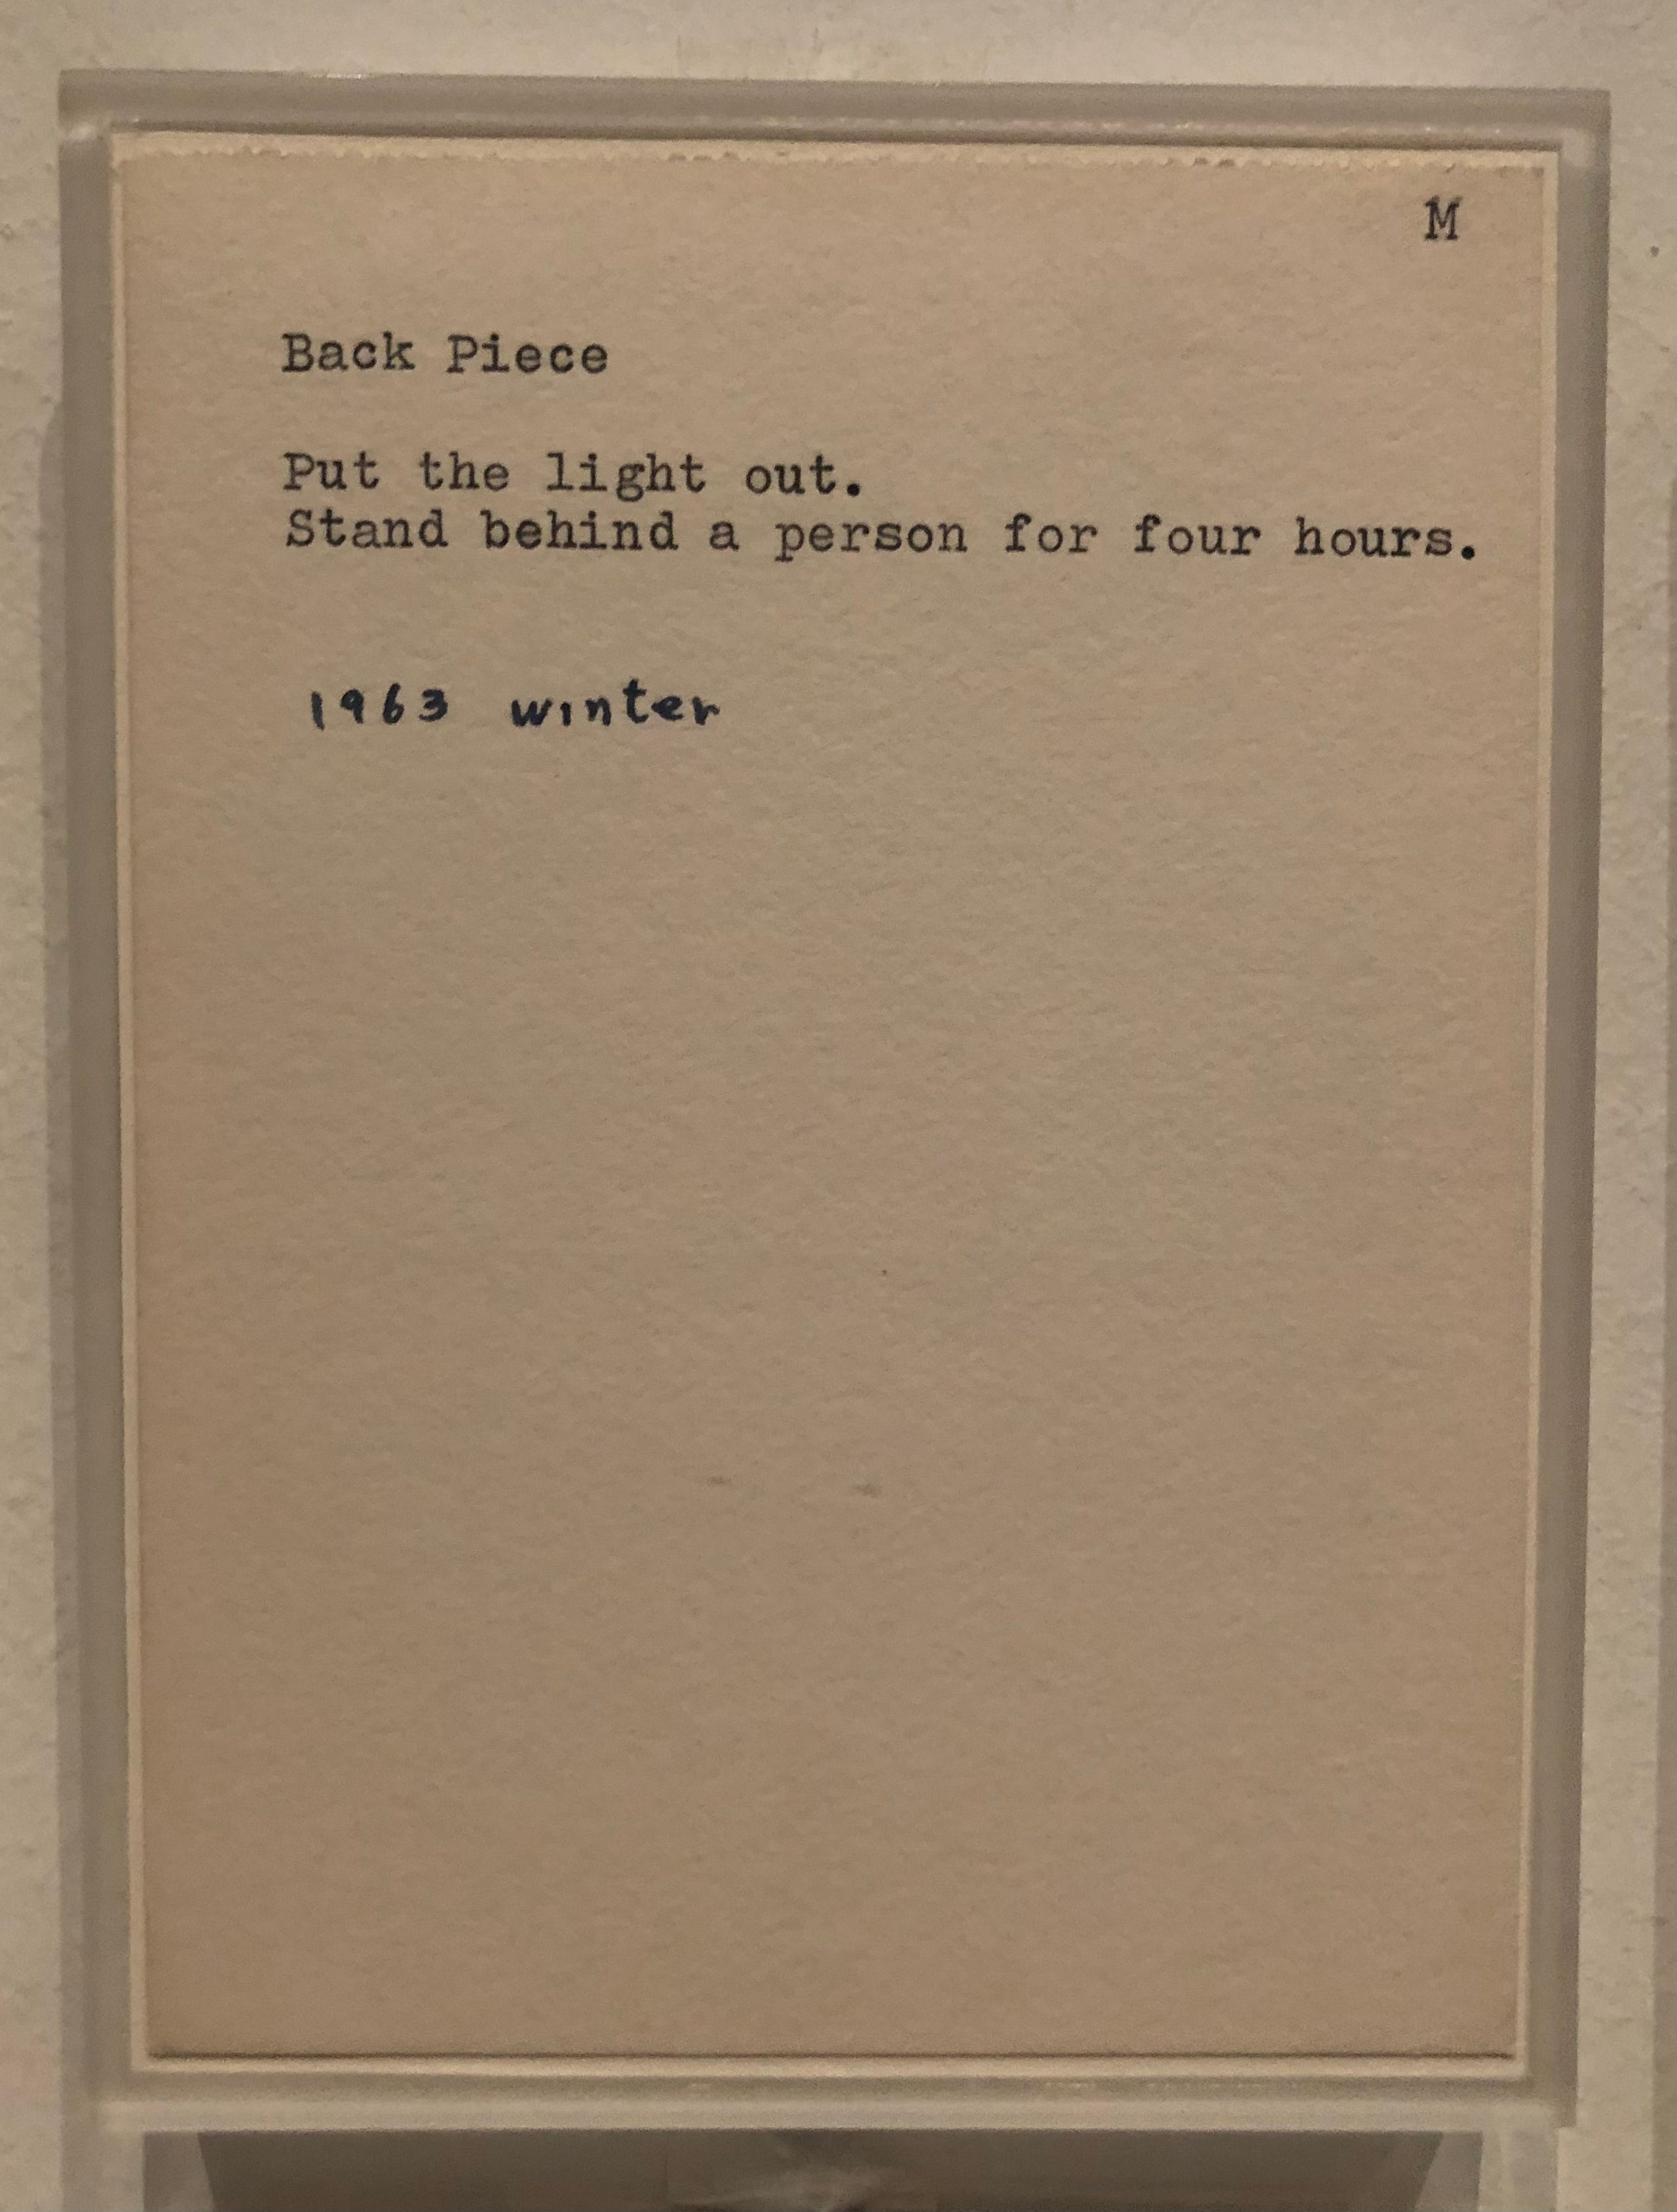 M
Back Piece
Put the light out.
Stand behind a person for four hours.
1963 winter